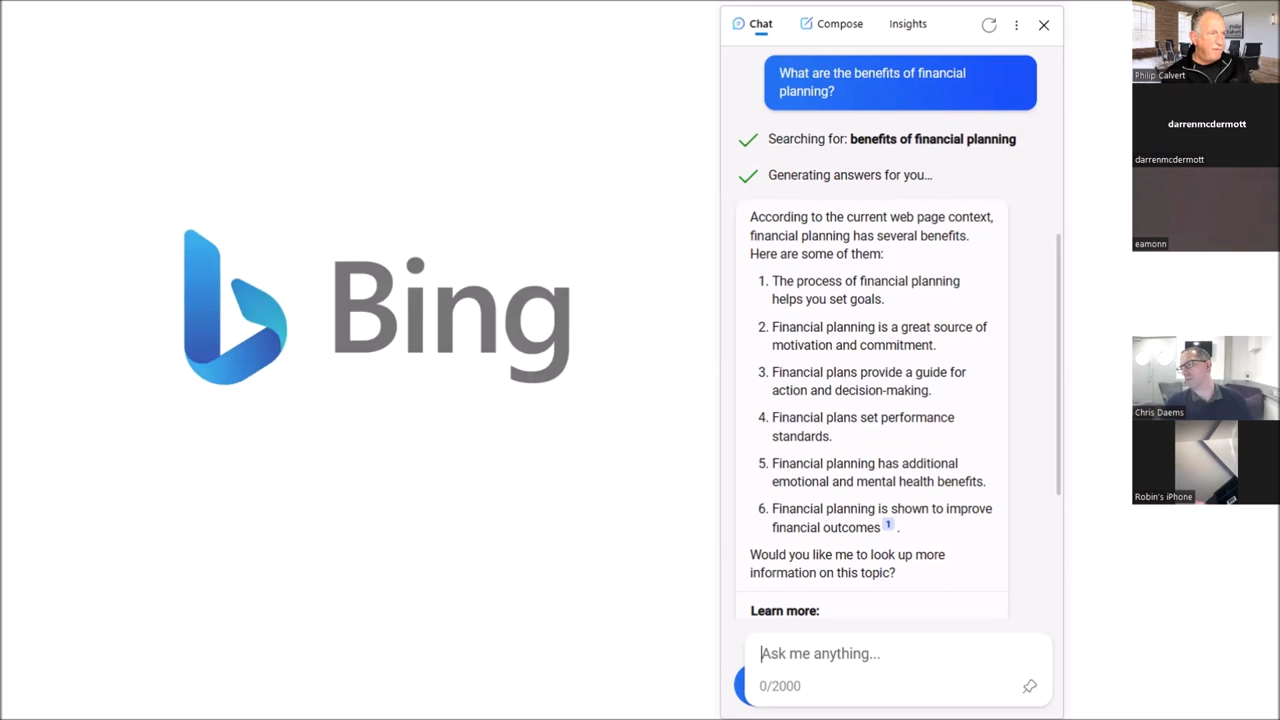 Bing
Chat
Compose
Insights
What are the benefits of financial
planning?
Searching for: benefits of financial planning
Generating answers for you...
According to the current web page context,
financial planning has several benefits.
Here are some of them:
1. The process of financial planning
helps you set goals.
2. Financial planning is a great source of
motivation and commitment.
3. Financial plans provide a guide for
action and decision-making.
4. Financial plans set performance
standards.
5. Financial planning has additional
emotional and mental health benefits.
6. Financial planning is shown to improve
financial outcomes 1 .
Would you like me to look up more
information on this topic?
Learn more:
Ask me anything...
0/2000
Philip Calvert
darrenmcdermott
darrenmcdermott
eamonn
Chris Daems
Robin's iPhone